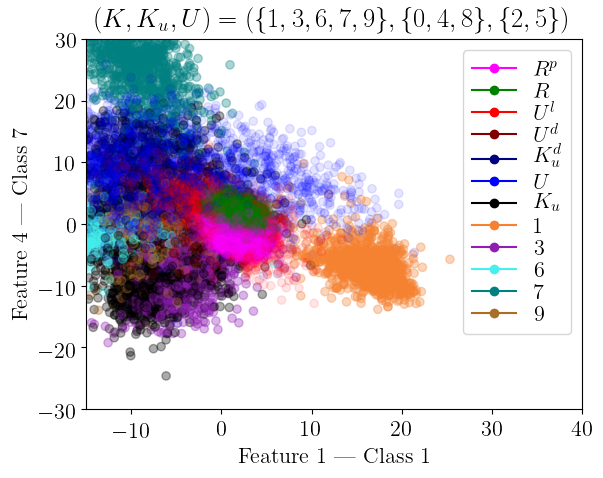 (K, K_u, U) = ({1, 3, 6, 7, 9}, {0, 4, 8}, {2, 5})
30
20
10
0
−10
−20
−30
Feature 4 — Class 7
−10 0 10 20 30 40
Feature 1 — Class 1
R^p
R
U^l
U^d
K_u^d
U
K_u
1
3
6
7
9